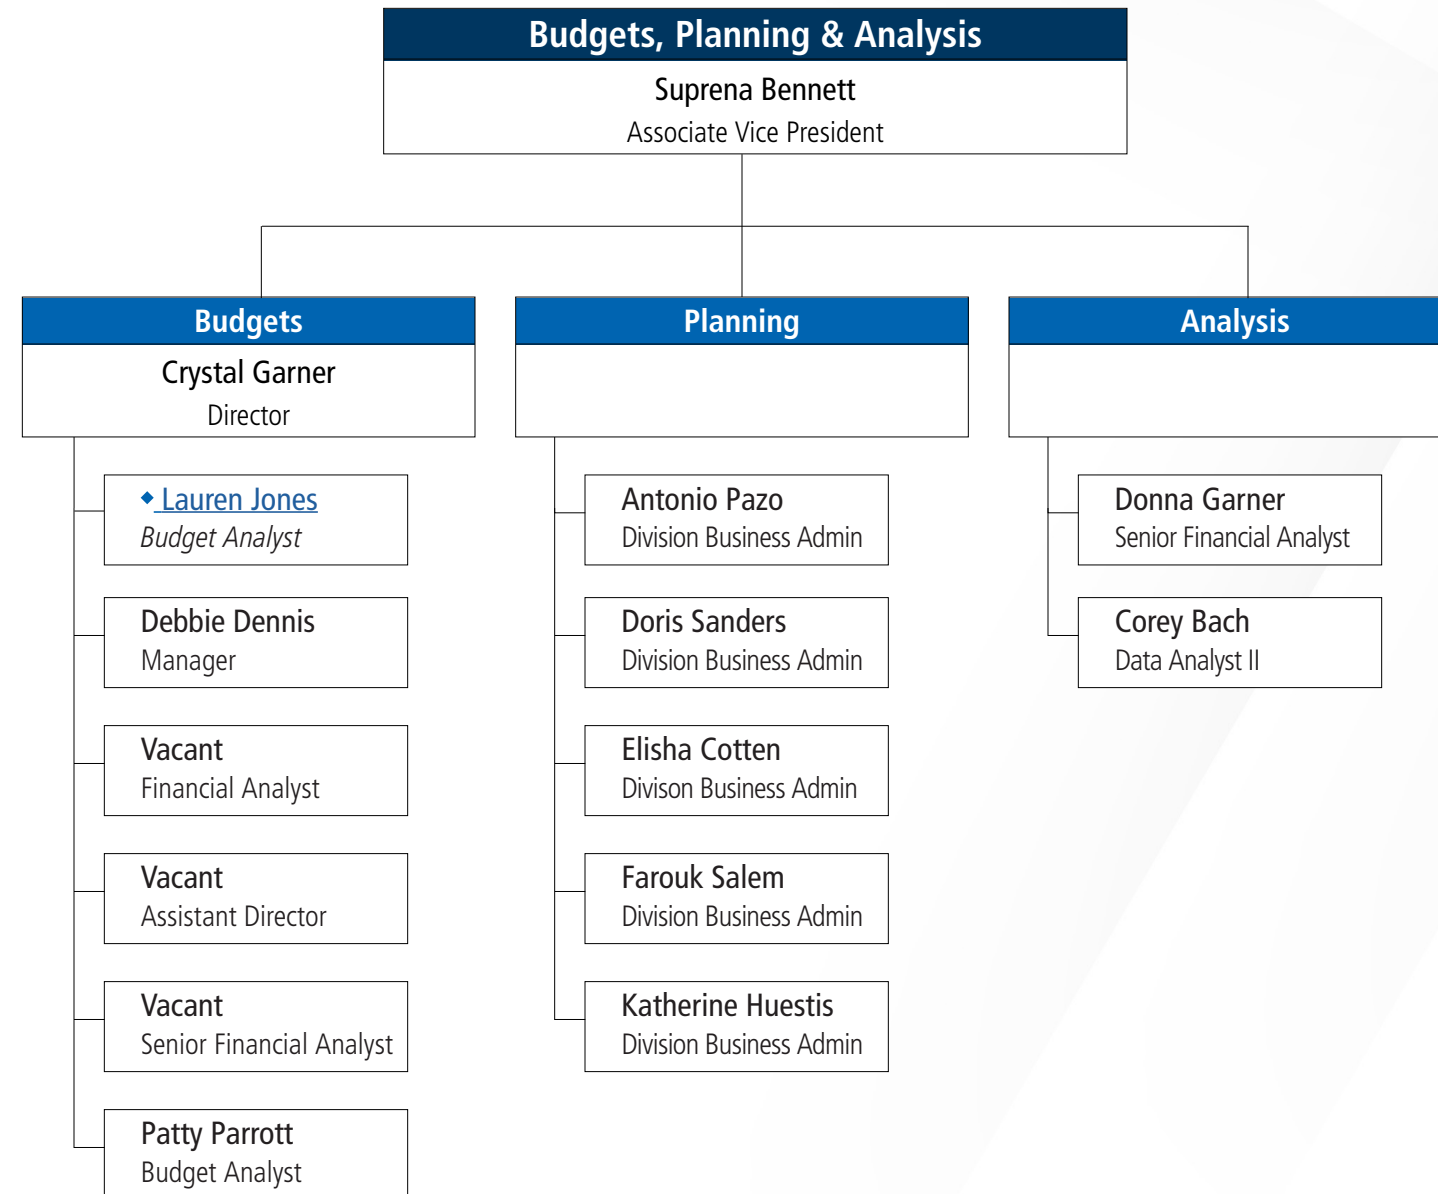 Budgets, Planning & Analysis
Suprena Bennett
Associate Vice President
Budgets
Crystal Garner
Director
◆ Lauren Jones
Budget Analyst
Debbie Dennis
Manager
Vacant
Financial Analyst
Vacant
Assistant Director
Vacant
Senior Financial Analyst
Patty Parrott
Budget Analyst
Planning
Antonio Pazo
Division Business Admin
Doris Sanders
Division Business Admin
Elisha Cotten
Divison Business Admin
Farouk Salem
Division Business Admin
Katherine Huestis
Division Business Admin
Analysis
Donna Garner
Senior Financial Analyst
Corey Bach
Data Analyst II